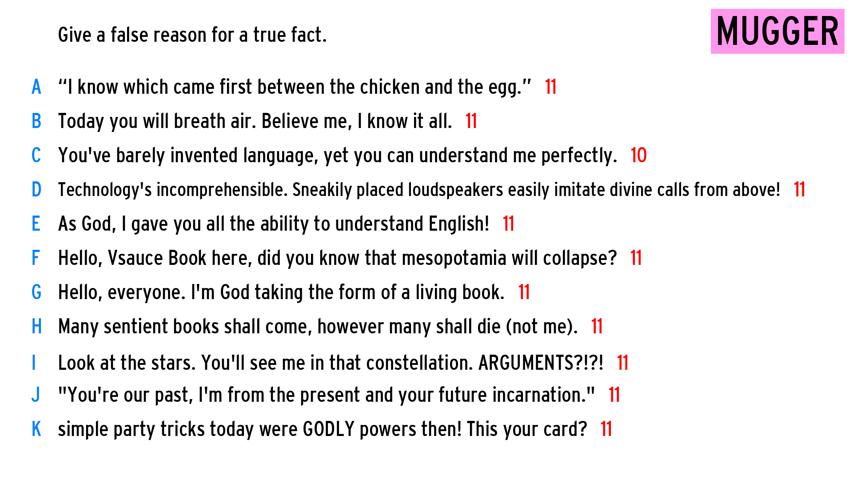 Give a false reason for a true fact.
MUGGER
A “I know which came first between the chicken and the egg.” 11
B Today you will breath air. Believe me, I know it all. 11
C You've barely invented language, yet you can understand me perfectly. 10
D Technology's incomprehensible. Sneakily placed loudspeakers easily imitate divine calls from above! 11
E As God, I gave you all the ability to understand English! 11
F Hello, Vsauce Book here, did you know that mesopotamia will collapse? 11
G Hello, everyone. I'm God taking the form of a living book. 11
H Many sentient books shall come, however many shall die (not me). 11
I Look at the stars. You'll see me in that constellation. ARGUMENTS?!?! 11
J "You're our past, I'm from the present and your future incarnation." 11
K simple party tricks today were GODLY powers then! This your card? 11